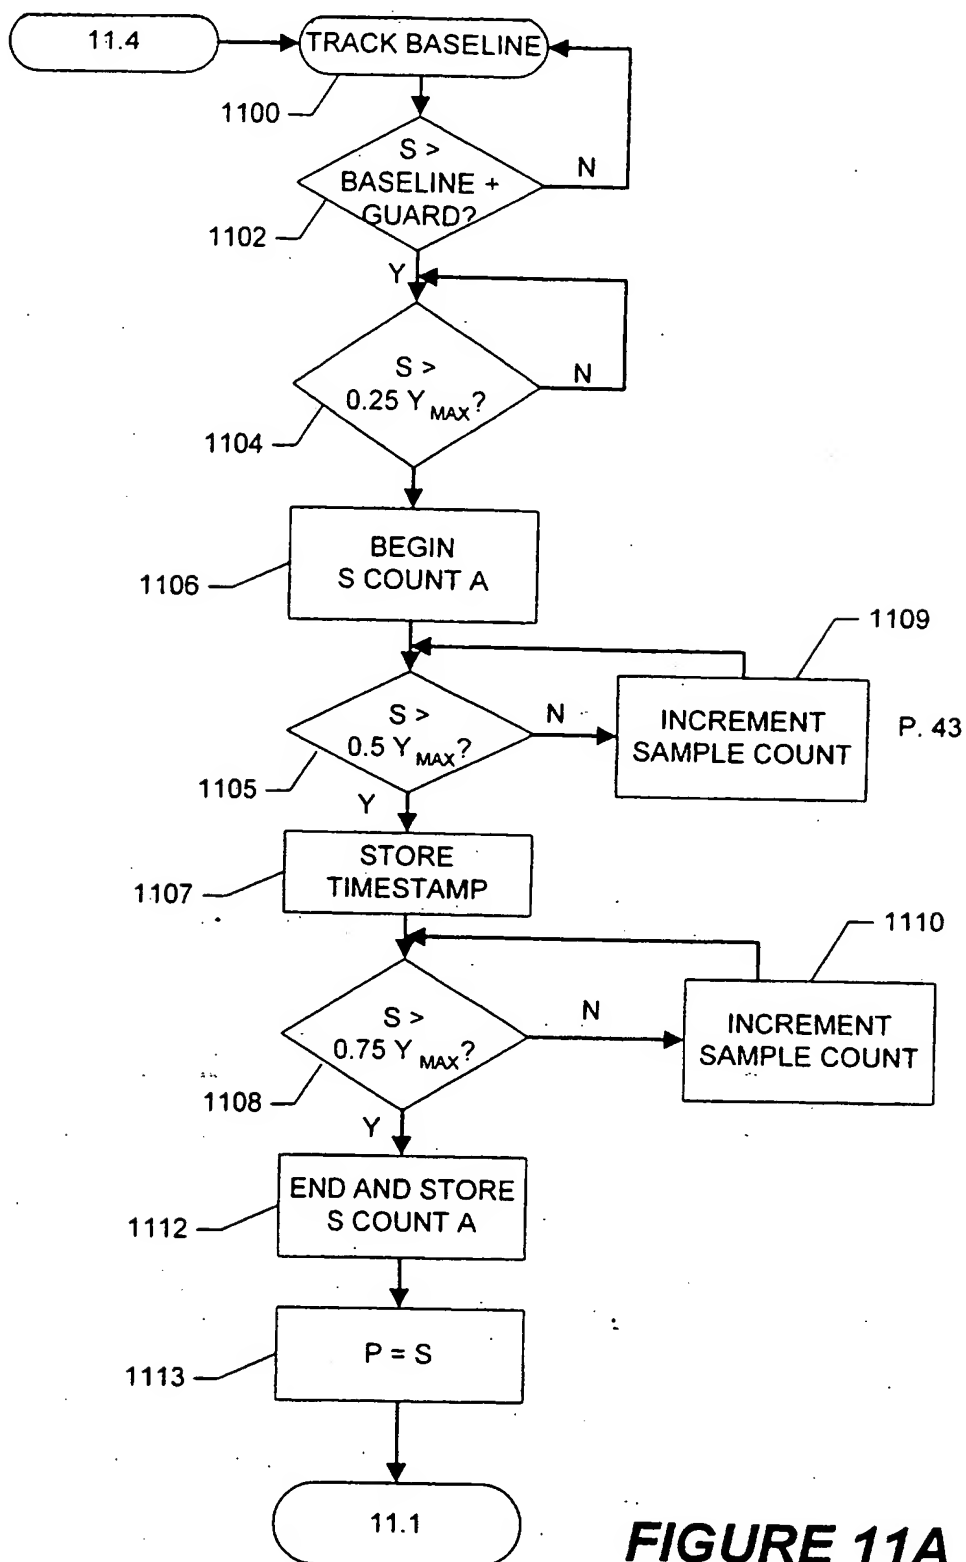 11.4
TRACK BASELINE
1100
S >
BASELINE +
GUARD?
N
1102
Y
S >
0.25 Y MAX?
N
1104
BEGIN
S COUNT A
1106
1109
S >
0.5 Y MAX?
N
INCREMENT
SAMPLE COUNT
P. 43
1105
Y
STORE
TIMESTAMP
1107
1110
S >
0.75 Y MAX?
N
INCREMENT
SAMPLE COUNT
1108
Y
END AND STORE
S COUNT A
1112
P = S
1113
11.1
FIGURE 11A